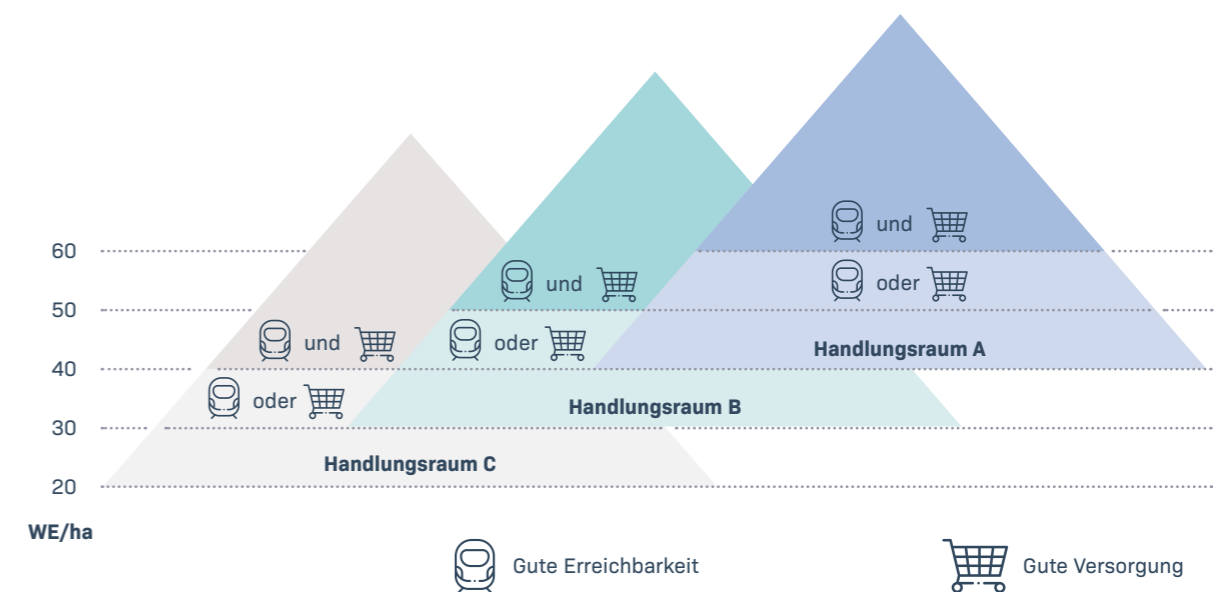 60
50
40
30
20
WE/ha
und
oder
Handlungsraum A
und
oder
Handlungsraum B
und
oder
Handlungsraum C
Gute Erreichbarkeit
Gute Versorgung